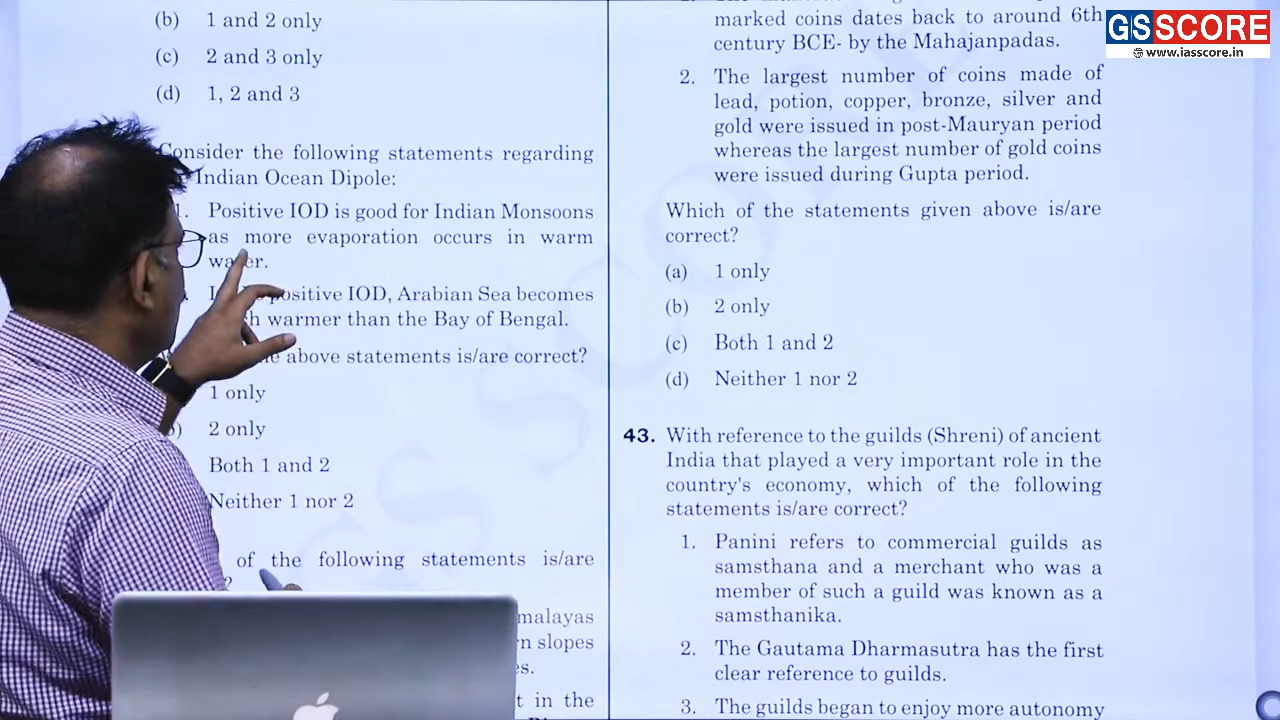 (b) 1 and 2 only
(c) 2 and 3 only
(d) 1, 2 and 3
Consider the following statements regarding
Indian Ocean Dipole:
1. Positive IOD is good for Indian Monsoons
as more evaporation occurs in warm
positive IOD, Arabian Sea becomes
warmer than the Bay of Bengal.
above statements is/are correct?
1 only
2 only
Both 1 and 2
Neither 1 nor 2
of the following statements is/are
?
slopes
t in the
marked coins dates back to around 6th
century BCE- by the Mahajanpadas.
2. The largest number of coins made of
lead, potion, copper, bronze, silver and
gold were issued in post-Mauryan period
whereas the largest number of gold coins
were issued during Gupta period.
Which of the statements given above is/are
correct?
(a) 1 only
(b) 2 only
(c) Both 1 and 2
(d) Neither 1 nor 2
43. With reference to the guilds (Shreni) of ancient
India that played a very important role in the
country's economy, which of the following
statements is/are correct?
1. Panini refers to commercial guilds as
samsthana and a merchant who was a
member of such a guild was known as a
samsthanika.
2. The Gautama Dharmasutra has the first
clear reference to guilds.
3. The guilds began to enjoy more autonomy
GSSCORE
www.iasscore.in